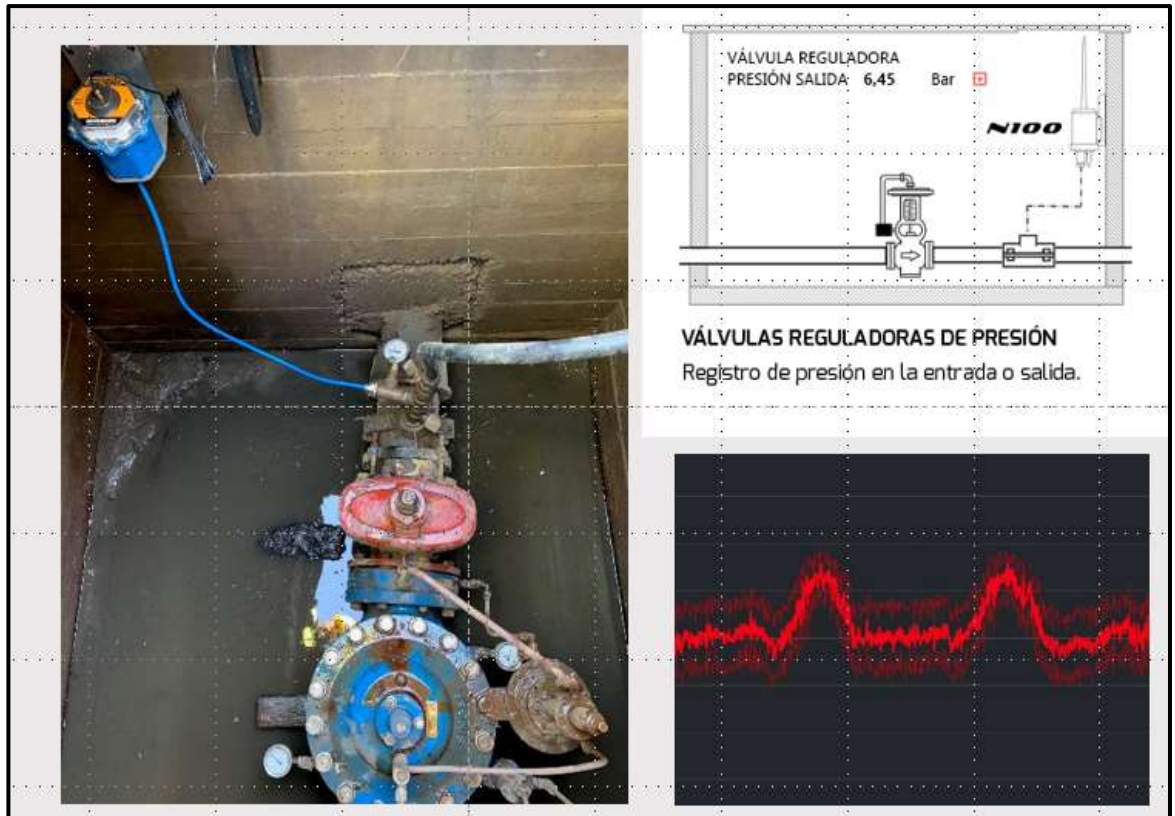 VÁLVULA REGULADORA
PRESIÓN SALIDA 6,45 Bar
N100
VÁLVULAS REGULADORAS DE PRESIÓN
Registro de presión en la entrada o salida.